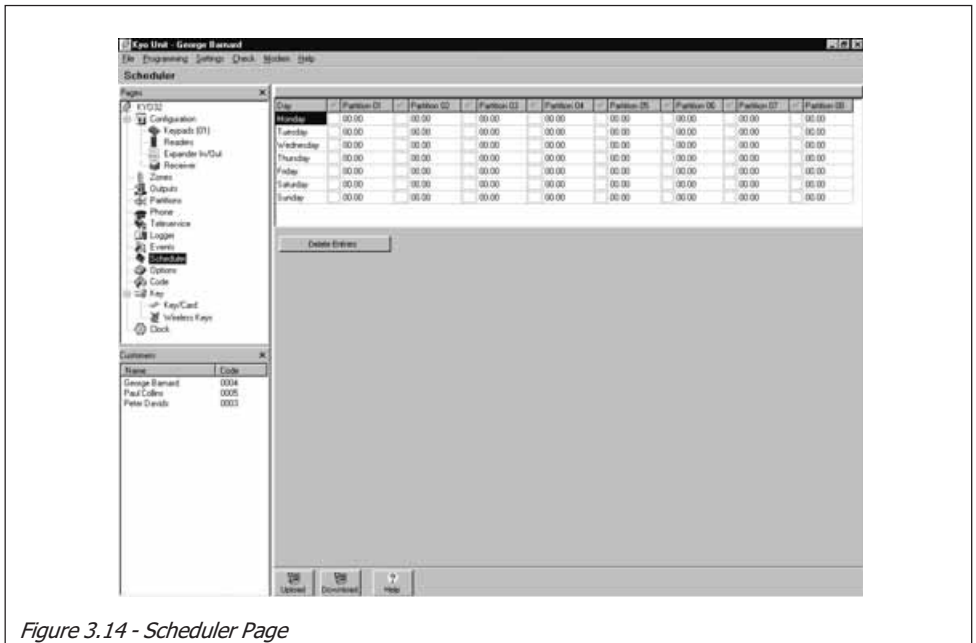 Kyo Unit - George Barnard
File Programming Settings Check Modem Help
Scheduler
Pages
KYO32
Configuration
Keypads (01)
Readers
Expander In/Out
Receiver
Zones
Outputs
Partitions
Phone
Teleservice
Logger
Events
Scheduler
Options
Code
Key
Key/Card
Wireless Keys
Clock
Customers
Name Code
George Barnard 0004
Paul Collins 0005
Peter Davids 0003
Day Partition 01 Partition 02 Partition 03 Partition 04 Partition 05 Partition 06 Partition 07 Partition 08
Monday 00.00 00.00 00.00 00.00 00.00 00.00 00.00 00.00
Tuesday 00.00 00.00 00.00 00.00 00.00 00.00 00.00 00.00
Wednesday 00.00 00.00 00.00 00.00 00.00 00.00 00.00 00.00
Thursday 00.00 00.00 00.00 00.00 00.00 00.00 00.00 00.00
Friday 00.00 00.00 00.00 00.00 00.00 00.00 00.00 00.00
Saturday 00.00 00.00 00.00 00.00 00.00 00.00 00.00 00.00
Sunday 00.00 00.00 00.00 00.00 00.00 00.00 00.00 00.00
Delete Entries
Upload Download Help
Figure 3.14 - Scheduler Page